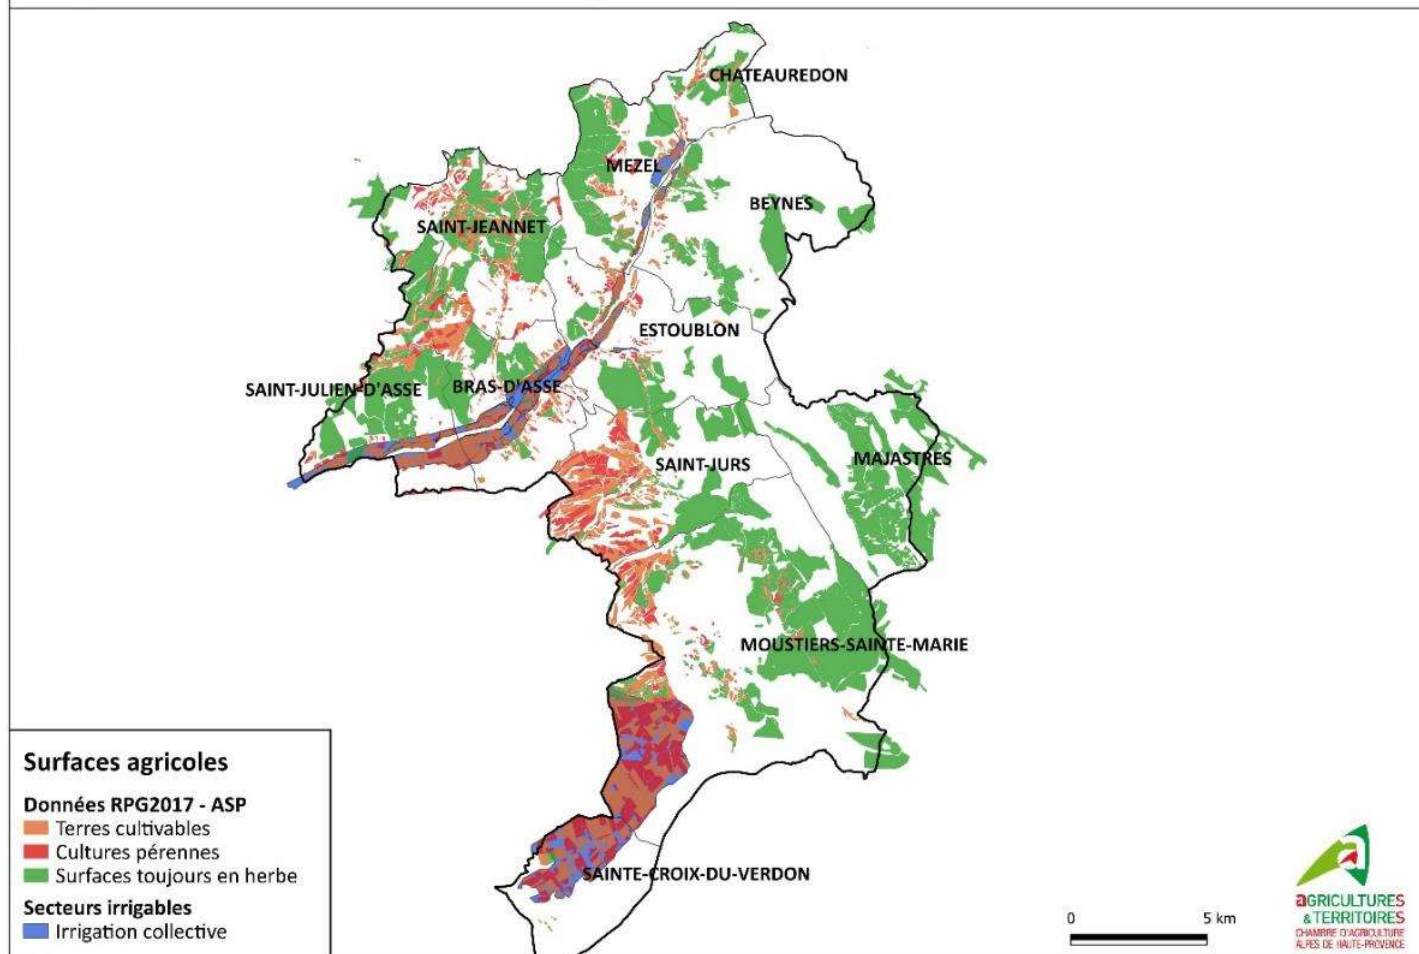 CHATEAUREDON
MEZEL
BEYNES
SAINT-JEANNET
ESTOUBLON
SAINT-JULIEN-D'ASSE
BRAS-D'ASSE
SAINT-JURS
MAJASTRES
MOUSTIERS-SAINTE-MARIE
SAINTE-CROIX-DU-VERDON
Surfaces agricoles
Données RPG2017 - ASP
Terres cultivables
Cultures pérennes
Surfaces toujours en herbe
Secteurs irrigables
Irrigation collective
0 5 km
aGRICULTURES
& TERRITOIRES
CHAMBRE D'AGRICULTURE
ALPES DE HAUTE-PROVENCE